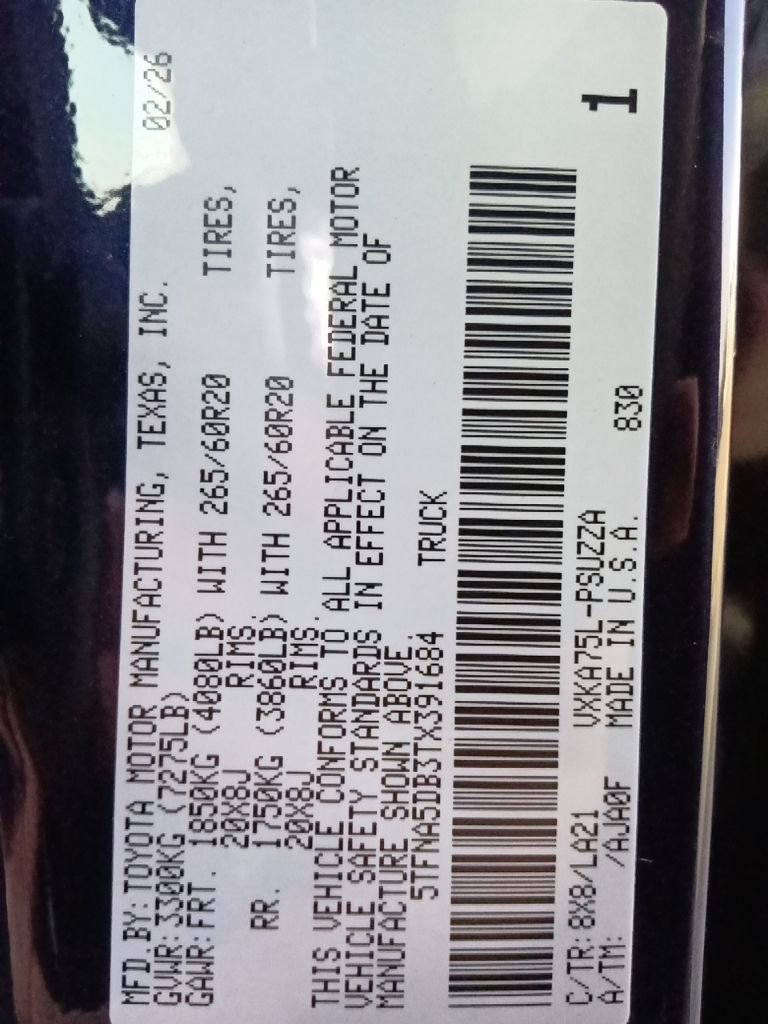 MFD.BY:TOYOTA MOTOR MANUFACTURING, TEXAS, INC. 02/26
GVWR:3300KG (7275LB)
GAWR:FRT. 1850KG (4080LB) WITH 265/60R20 TIRES,
20X8J RIMS.
RR. 1750KG (3860LB) WITH 265/60R20 TIRES,
20X8J RIMS.
THIS VEHICLE CONFORMS TO ALL APPLICABLE FEDERAL MOTOR
VEHICLE SAFETY STANDARDS IN EFFECT ON THE DATE OF
MANUFACTURE SHOWN ABOVE.
5TFNA5DB3TX391684 TRUCK
1
C/TR:8X8/LA21 VXKA75L-PSUZZA
A/TM: /AJA0F MADE IN U.S.A. 830